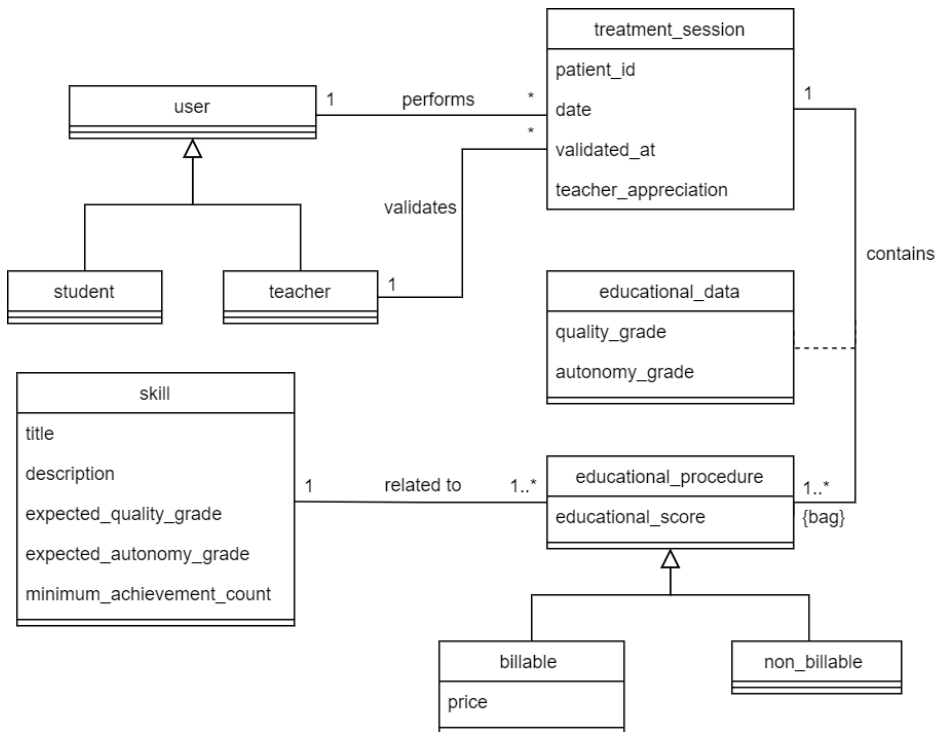 treatment_session
patient_id
date
validated_at
teacher_appreciation
user
1
performs
*
*
1
validates
1
contains
student
teacher
educational_data
quality_grade
autonomy_grade
skill
title
description
expected_quality_grade
expected_autonomy_grade
minimum_achievement_count
1
related to
1..*
educational_procedure
educational_score
1..*
{bag}
billable
price
non_billable